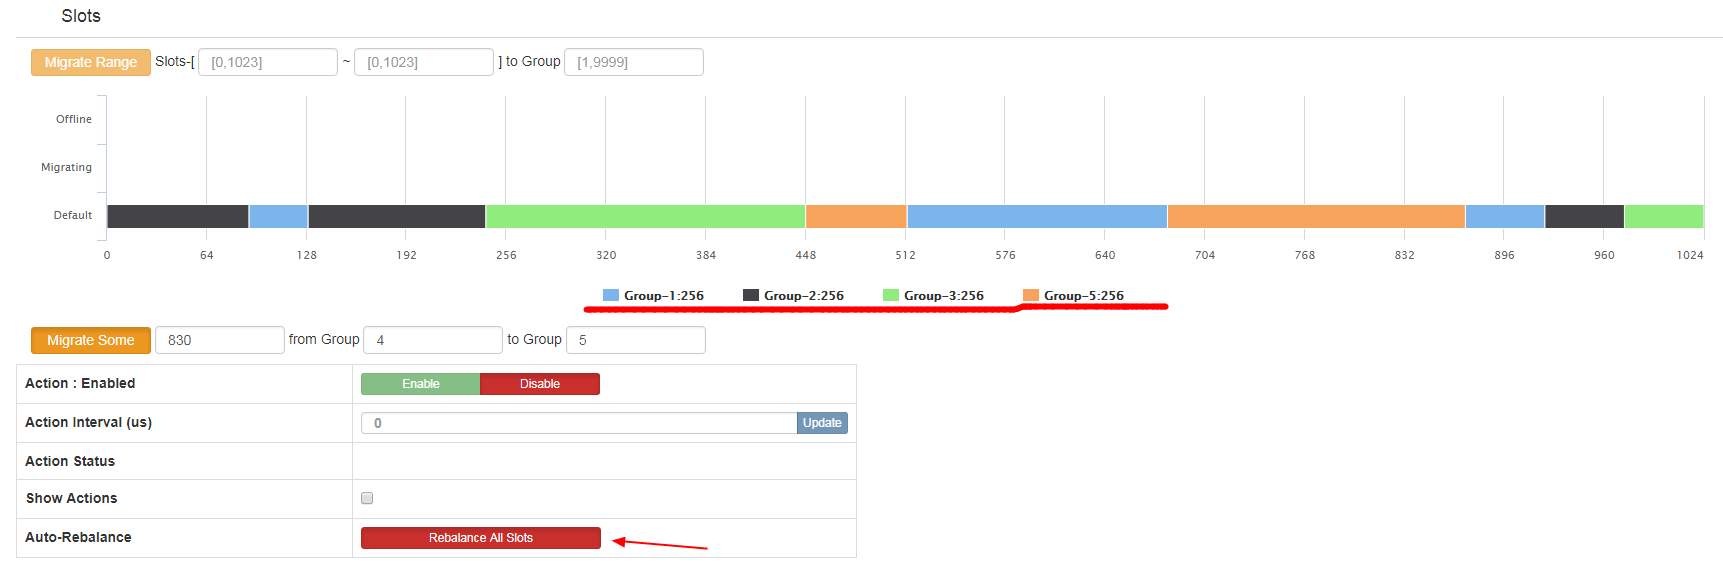 Slots
Migrate Range Slots-[ [0,1023] ~ [0,1023] ] to Group [1,9999]
Offline
Migrating
Default
0 64 128 192 256 320 384 448 512 576 640 704 768 832 896 960 1024
Group-1:256 Group-2:256 Group-3:256 Group-5:256
Migrate Some 830 from Group 4 to Group 5
Action : Enabled Enable Disable
Action Interval (us) 0 Update
Action Status
Show Actions
Auto-Rebalance Rebalance All Slots